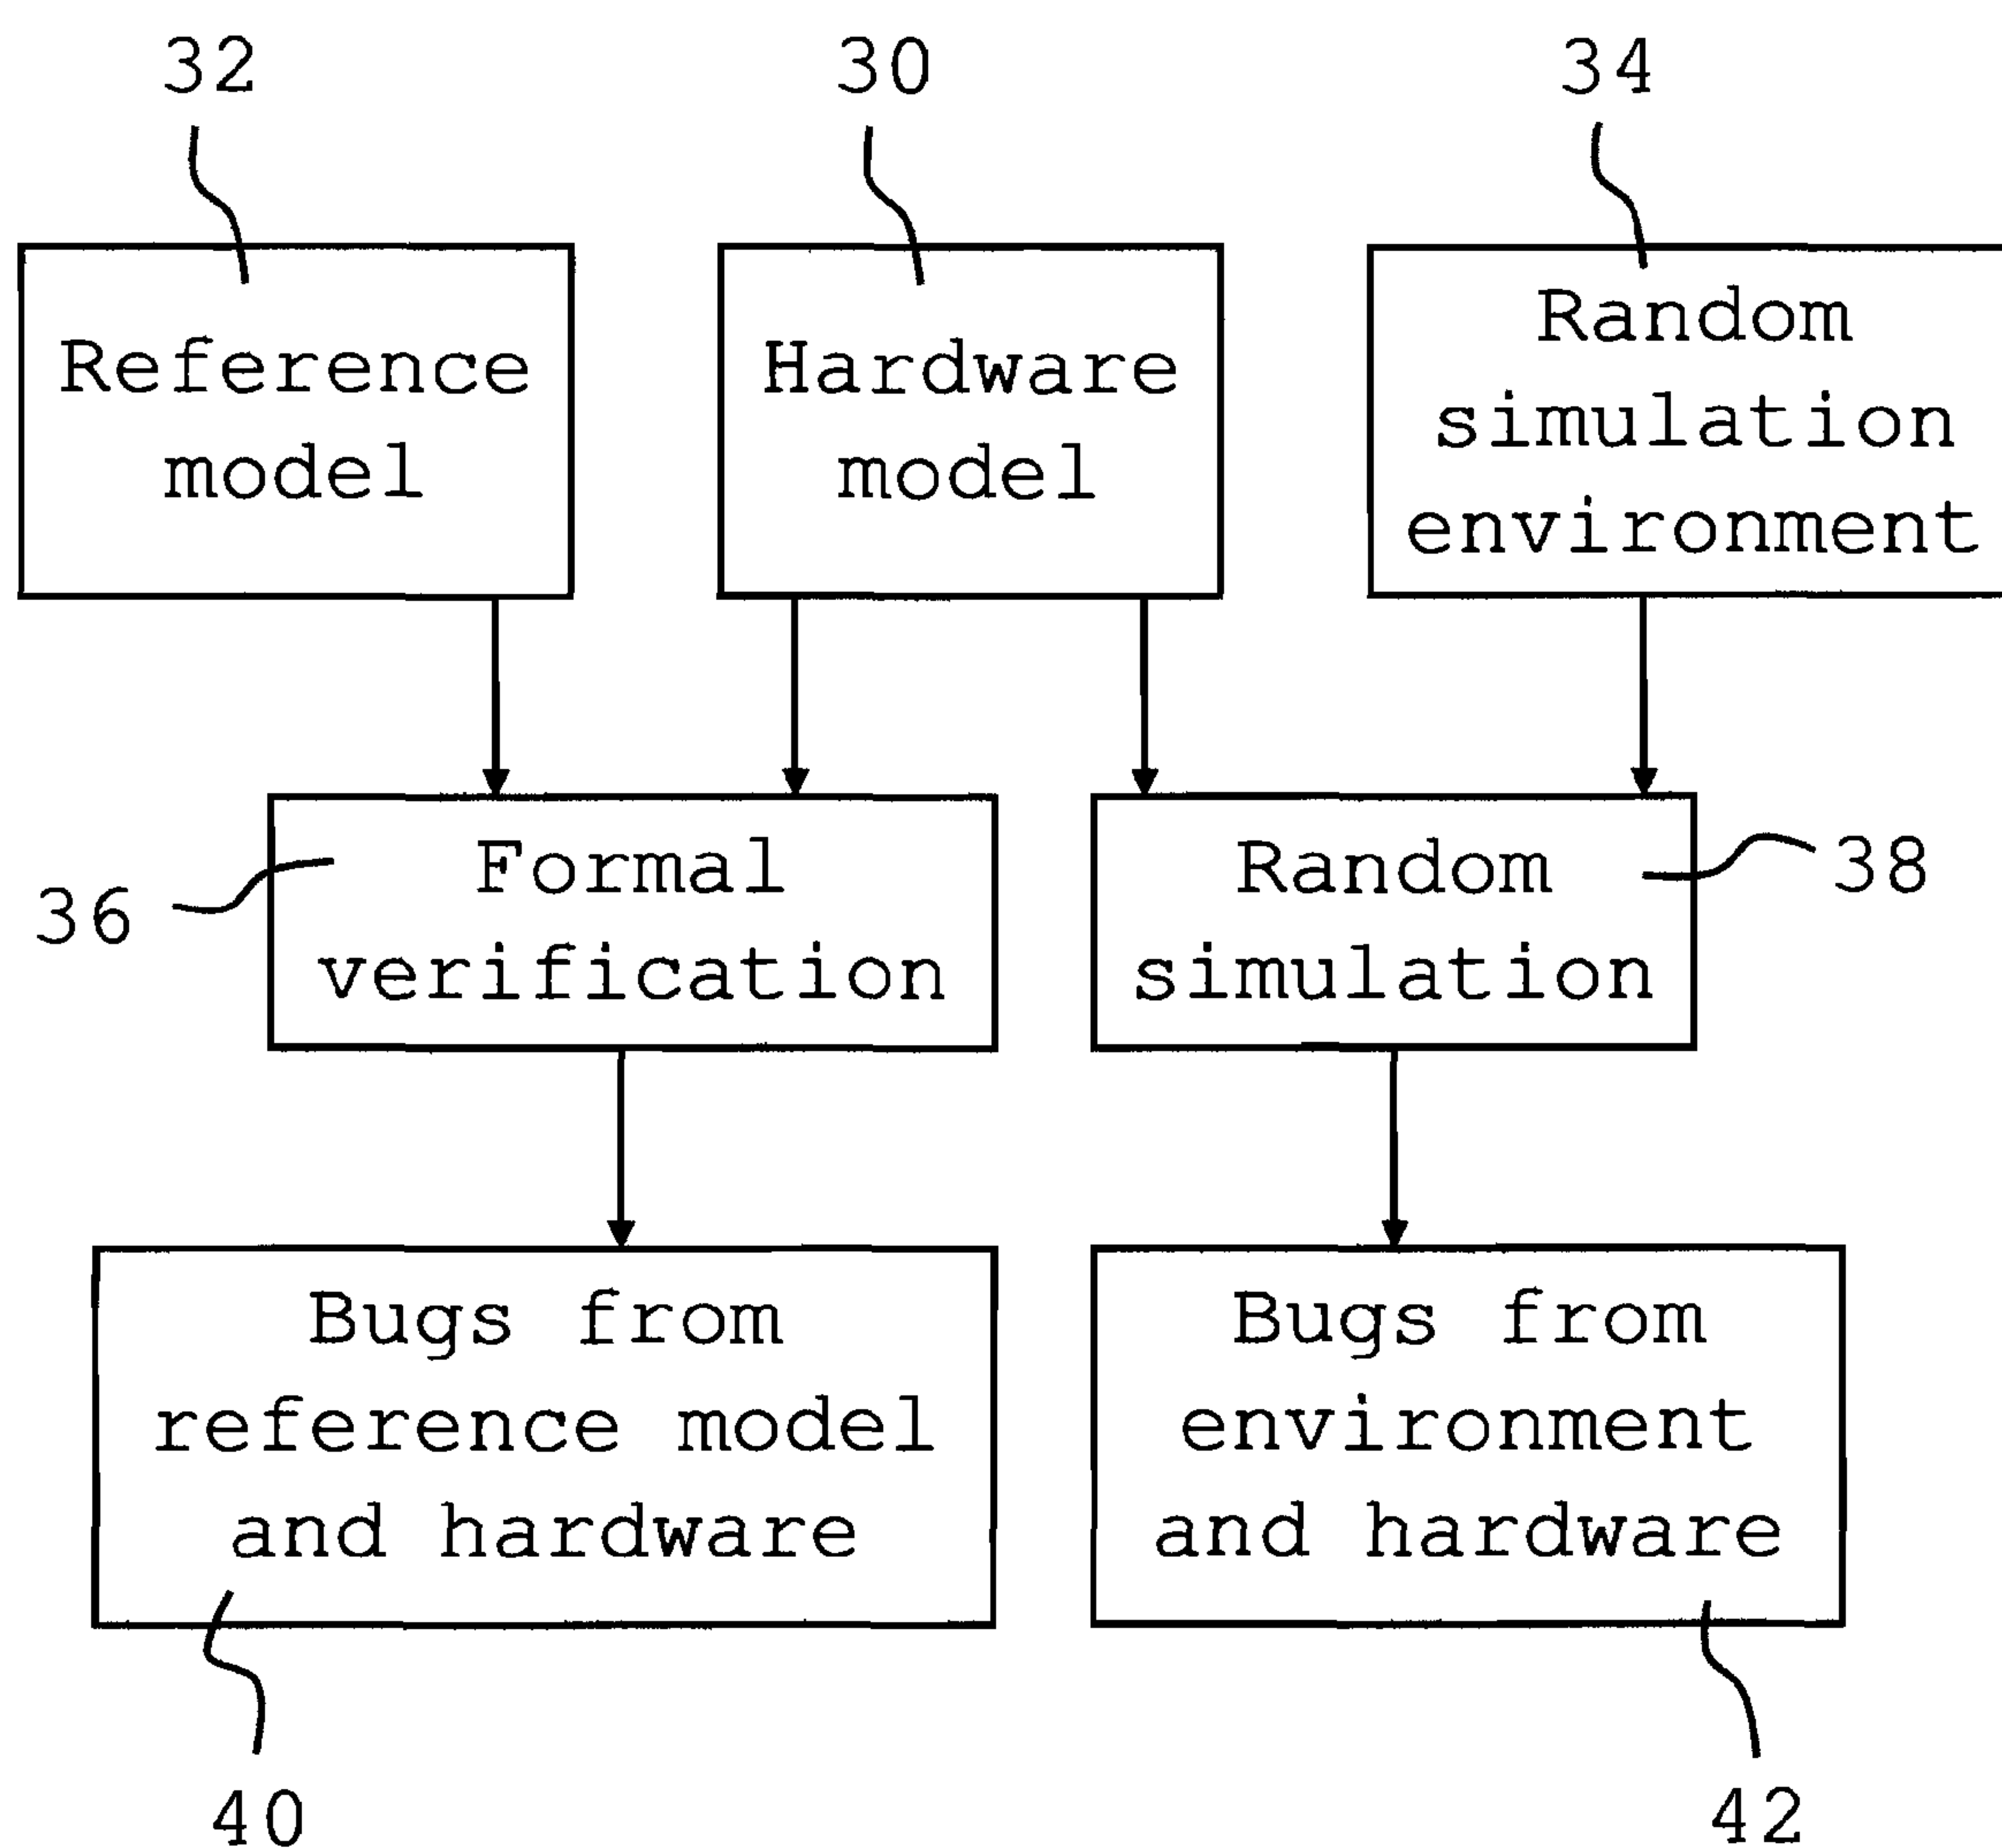 32
30
34
Reference
model
Hardware
model
Random
simulation
environment
36
Formal
verification
Random
simulation
38
Bugs from
reference model
and hardware
Bugs from
environment
and hardware
40
42